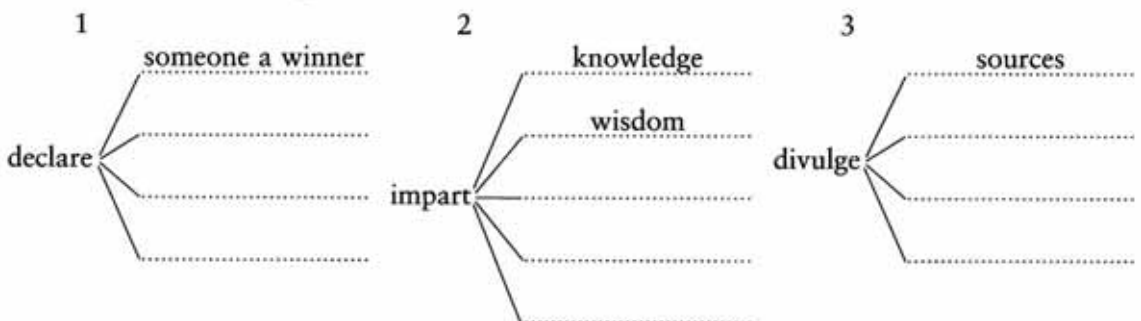 1 2 3
someone a winner knowledge sources
wisdom
declare divulge
impart